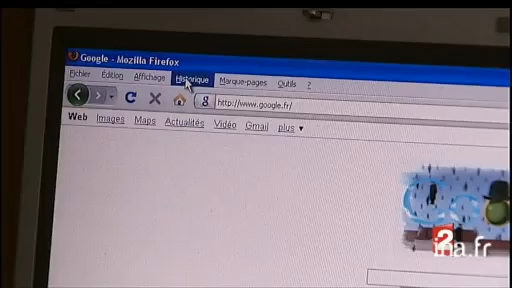 Google - Mozilla Firefox
Fichier Édition Affichage Historique Marque-pages Outils ?
g http://www.google.fr/
Web Images Maps Actualités Vidéo Gmail plus ▼
2
ina.fr